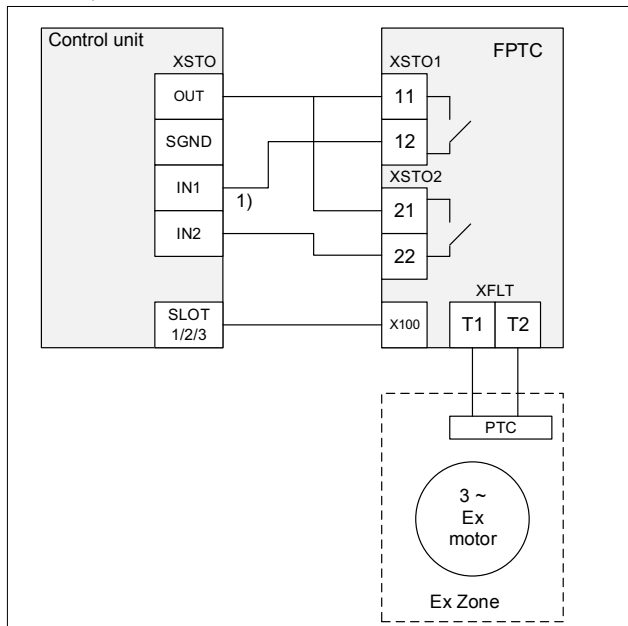 Control unit
XSTO
OUT
SGND
IN1
IN2
SLOT
1/2/3
1)
FPTC
XSTO1
11
12
XSTO2
21
22
XFLT
X100
T1
T2
PTC
3 ~
Ex
motor
Ex Zone